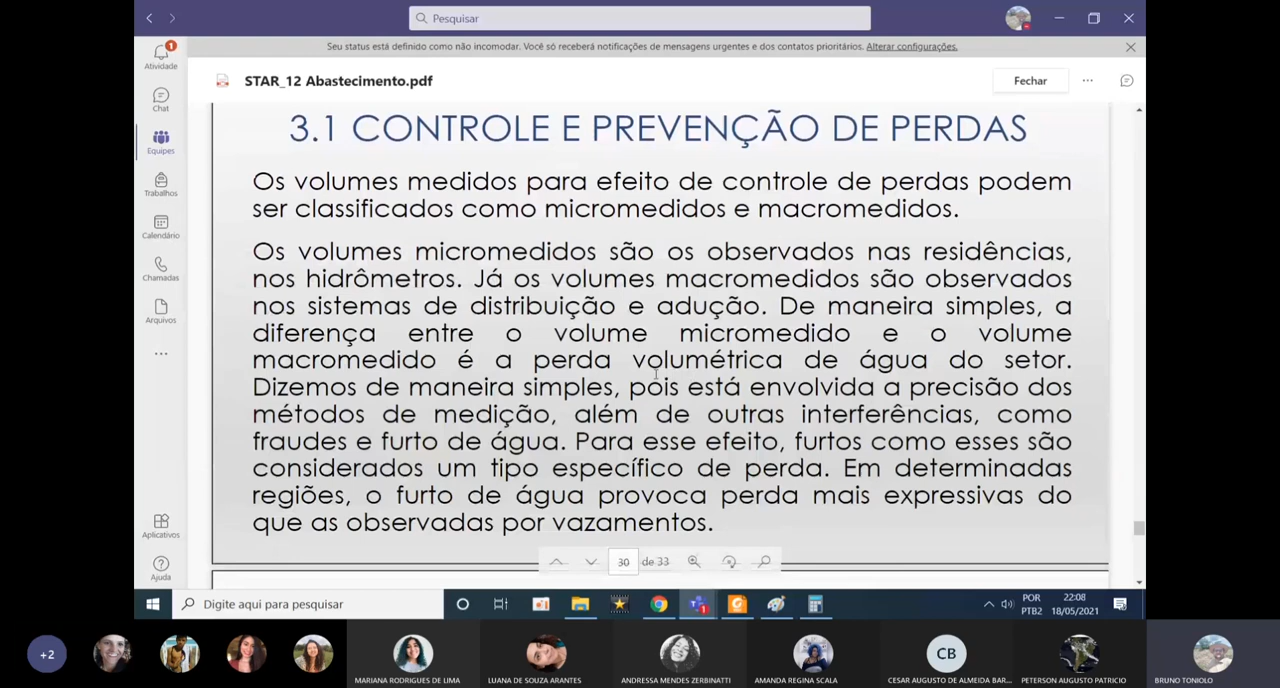 Pesquisar
Seu status está definido como não incomodar. Você só receberá notificações de mensagens urgentes e dos contatos prioritários. Alterar configurações.
1
Atividade
Chat
Equipes
Trabalhos
Calendário
Chamadas
Arquivos
Aplicativos
Ajuda
STAR_12 Abastecimento.pdf
Fechar
3.1 CONTROLE E PREVENÇÃO DE PERDAS
Os volumes medidos para efeito de controle de perdas podem
ser classificados como micromedidos e macromedidos.
Os volumes micromedidos são os observados nas residências,
nos hidrômetros. Já os volumes macromedidos são observados
nos sistemas de distribuição e adução. De maneira simples, a
diferença entre o volume micromedido e o volume
macromedido é a perda volumétrica de água do setor.
Dizemos de maneira simples, pois está envolvida a precisão dos
métodos de medição, além de outras interferências, como
fraudes e furto de água. Para esse efeito, furtos como esses são
considerados um tipo específico de perda. Em determinadas
regiões, o furto de água provoca perda mais expressivas do
que as observadas por vazamentos.
30 de 33
Digite aqui para pesquisar
1
POR
PTB2
22:08
18/05/2021
+2
MARIANA RODRIGUES DE LIMA
LUANA DE SOUZA ARANTES
ANDRESSA MENDES ZERBINATTI
AMANDA REGINA SCALA
CB
CESAR AUGUSTO DE ALMEIDA BAR...
PETERSON AUGUSTO PATRICIO
BRUNO TONIOLO